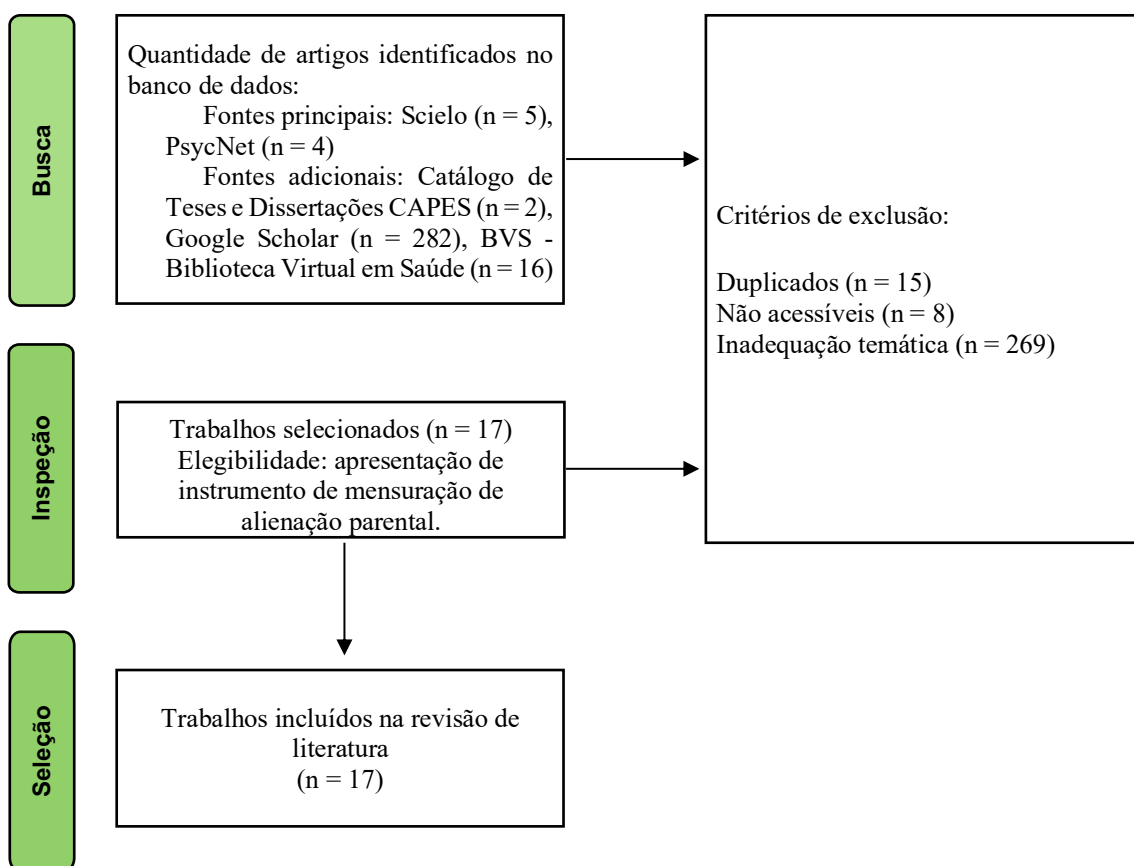 Busca
Quantidade de artigos identificados no
banco de dados:
Fontes principais: Scielo (n = 5),
PsycNet (n = 4)
Fontes adicionais: Catálogo de
Teses e Dissertações CAPES (n = 2),
Google Scholar (n = 282), BVS -
Biblioteca Virtual em Saúde (n = 16)
Critérios de exclusão:
Duplicados (n = 15)
Não acessíveis (n = 8)
Inadequação temática (n = 269)
Inspeção
Trabalhos selecionados (n = 17)
Elegibilidade: apresentação de
instrumento de mensuração de
alienação parental.
Seleção
Trabalhos incluídos na revisão de
literatura
(n = 17)